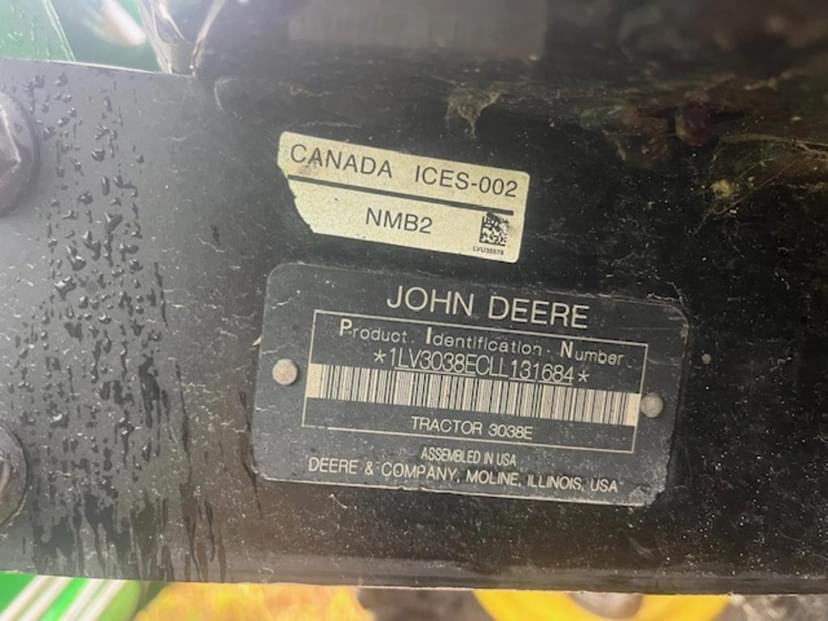 CANADA ICES-002
NMB2
JOHN DEERE
Product Identification Number
*1LV3038ECLL131684*
TRACTOR 3038E
ASSEMBLED IN USA
DEERE & COMPANY, MOLINE, ILLINOIS, USA